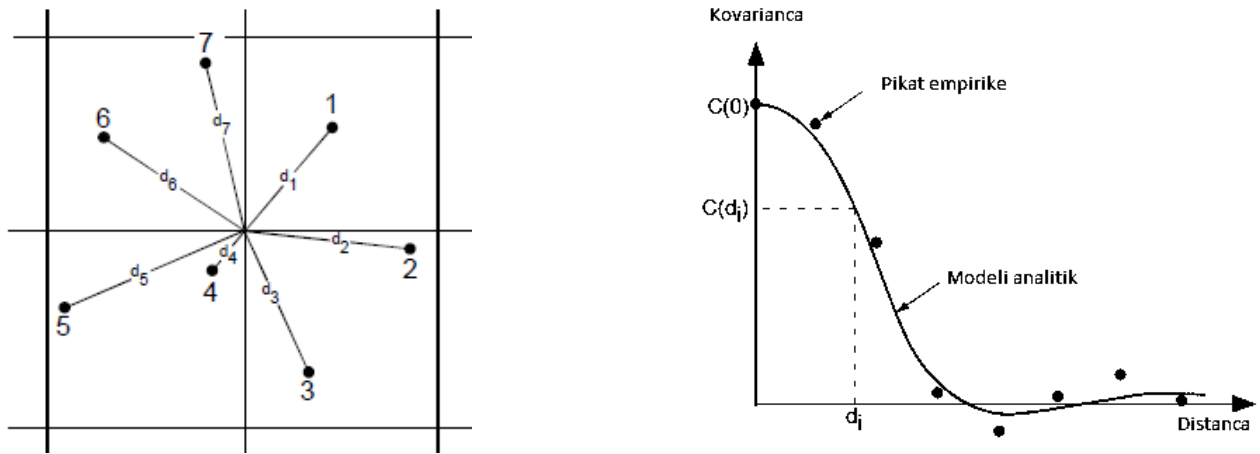 7
1
6
d7
d6
d1
d2
d4
d5
2
4
d3
5
3
Kovarianca
Pikat empirike
C(0)
C(di)
Modeli analitik
di
Distanca